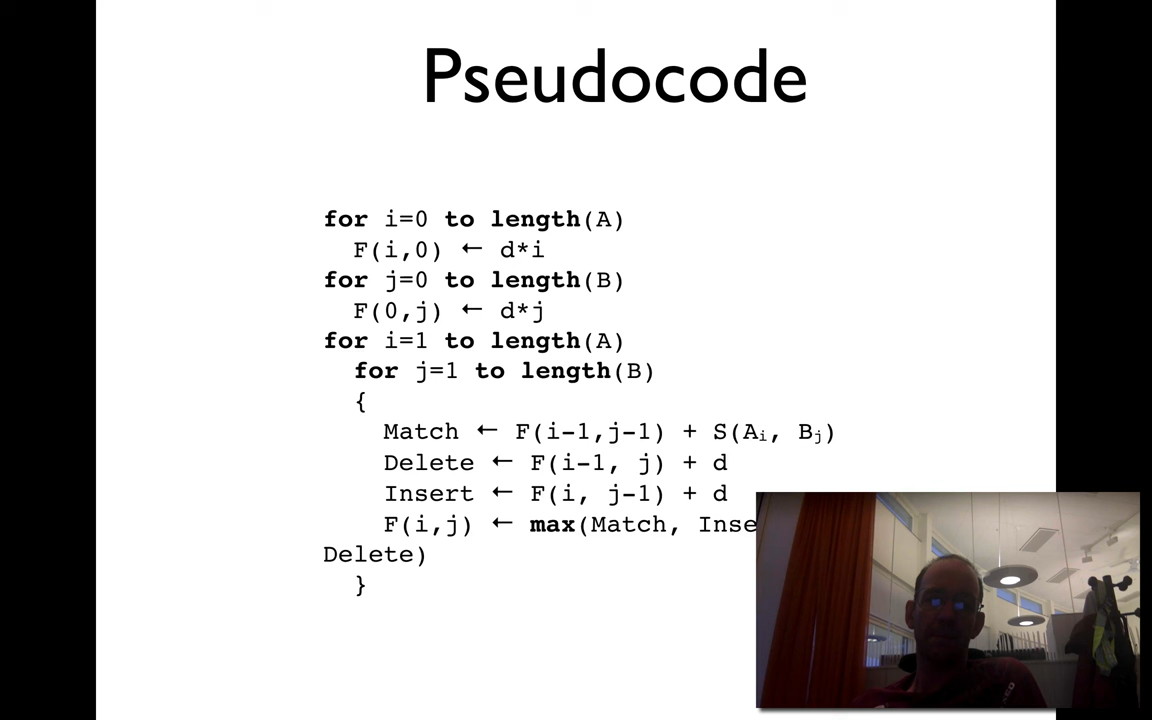 Pseudocode
for i=0 to length(A)
F(i,0) ← d*i
for j=0 to length(B)
F(0,j) ← d*j
for i=1 to length(A)
for j=1 to length(B)
{
Match ← F(i-1,j-1) + S(Ai, Bj)
Delete ← F(i-1, j) + d
Insert ← F(i, j-1) + d
F(i,j) ← max(Match, Inse
Delete)
}